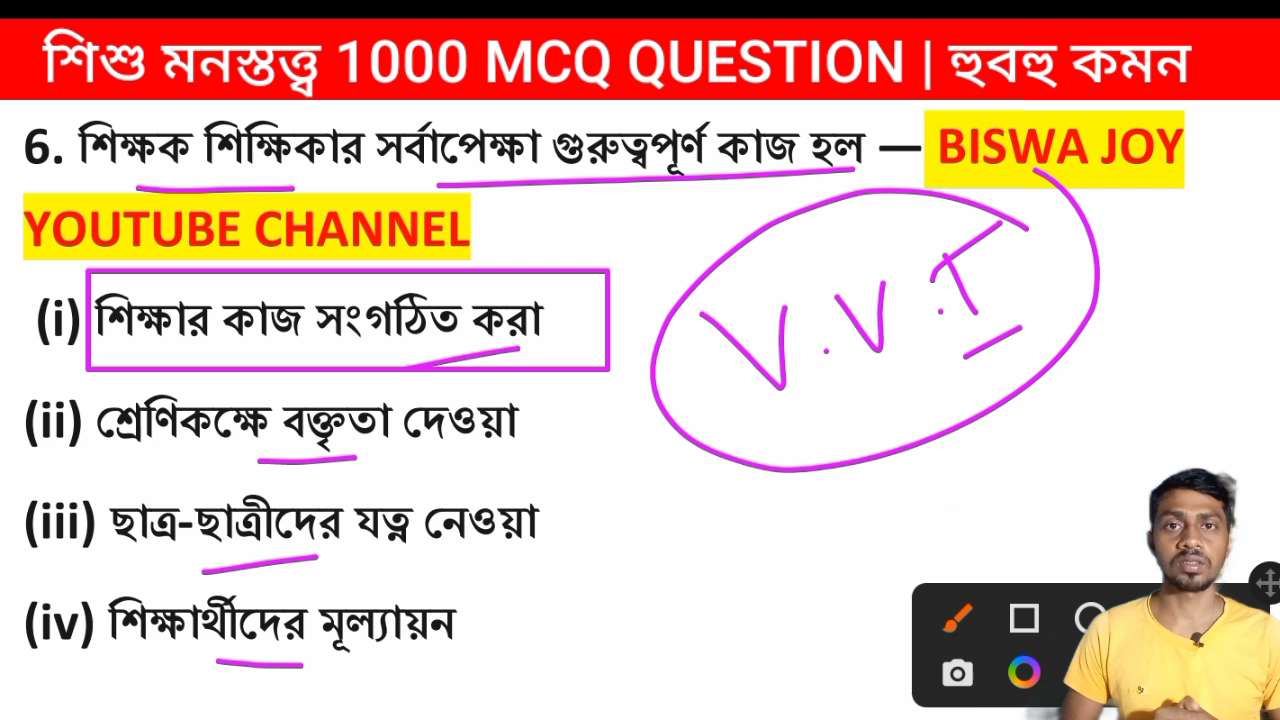 শিশু মনস্তত্ত্ব 1000 MCQ QUESTION | হুবহু কমন
6. শিক্ষক শিক্ষিকার সর্বাপেক্ষা গুরুত্বপূর্ণ কাজ হল — BISWA JOY
YOUTUBE CHANNEL
(i) শিক্ষার কাজ সংগঠিত করা
V.V.I
(ii) শ্রেণিকক্ষে বক্তৃতা দেওয়া
(iii) ছাত্র-ছাত্রীদের যত্ন নেওয়া
(iv) শিক্ষার্থীদের মূল্যায়ন